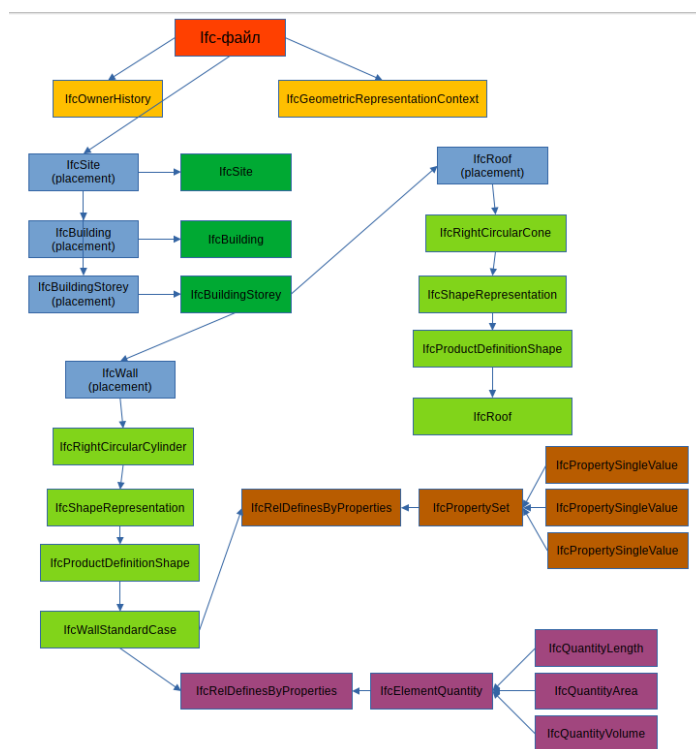 Ifc-файл
IfcOwnerHistory
IfcGeometricRepresentationContext
IfcSite
(placement)
IfcSite
IfcBuilding
(placement)
IfcBuilding
IfcBuildingStorey
(placement)
IfcBuildingStorey
IfcRoof
(placement)
IfcRightCircularCone
IfcShapeRepresentation
IfcProductDefinitionShape
IfcRoof
IfcWall
(placement)
IfcRightCircularCylinder
IfcShapeRepresentation
IfcProductDefinitionShape
IfcWallStandardCase
IfcRelDefinesByProperties
IfcPropertySet
IfcPropertySingleValue
IfcPropertySingleValue
IfcPropertySingleValue
IfcRelDefinesByProperties
IfcElementQuantity
IfcQuantityLength
IfcQuantityArea
IfcQuantityVolume